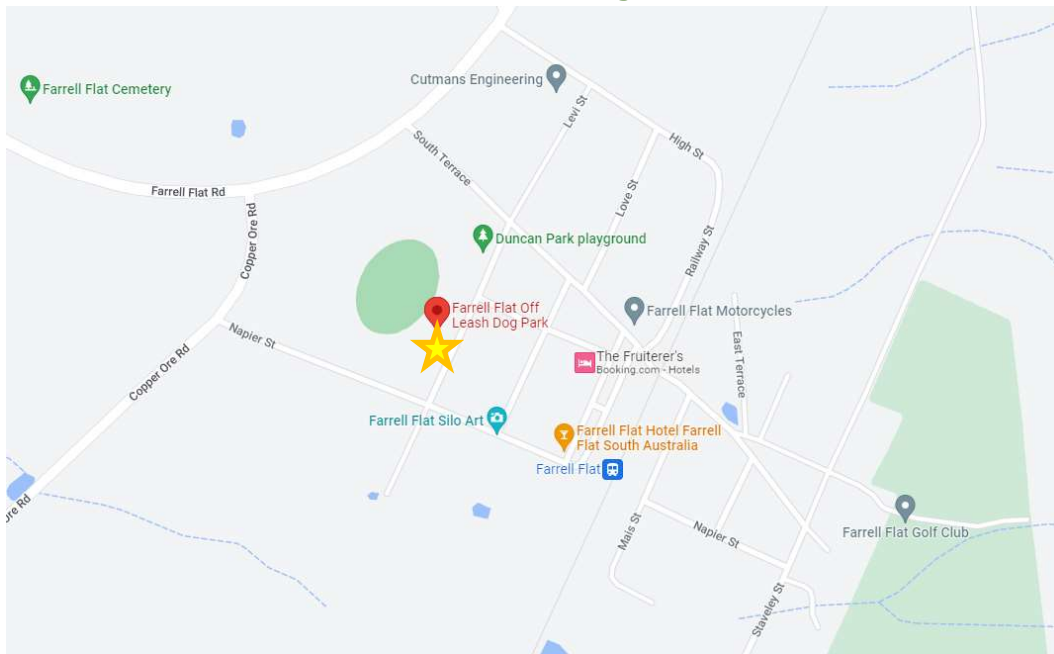 Cutmans Engineering
Farrell Flat Cemetery
Levi St
South Terrace
High St
Farrell Flat Rd
Love St
Copper Ore Rd
Duncan Park playground
Railway St
Farrell Flat Off
Leash Dog Park
Farrell Flat Motorcycles
Napier St
East Terrace
The Fruiterer's
Booking.com - Hotels
Copper Ore Rd
Farrell Flat Silo Art
Farrell Flat Hotel Farrell
Flat South Australia
Farrell Flat
Ore Rd
Mais St
Napier St
Farrell Flat Golf Club
Staveley St